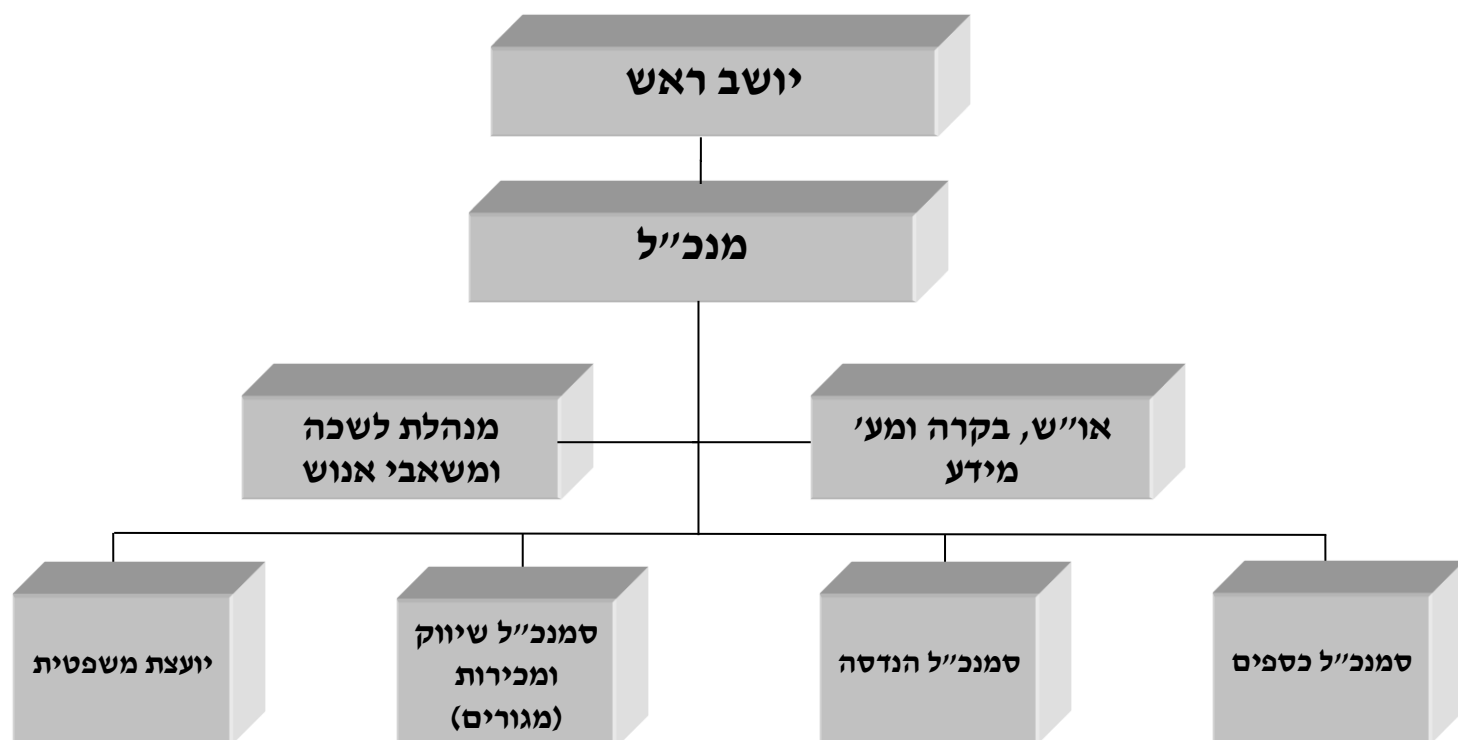 יושב ראש
מנכ״ל
או״ש, בקרה ומע׳
מידע
מנהלת לשכה
ומשאבי אנוש
סמנכ״ל כספים
סמנכ״ל הנדסה
סמנכ״ל שיווק
ומכירות
(מגורים)
יועצת משפטית